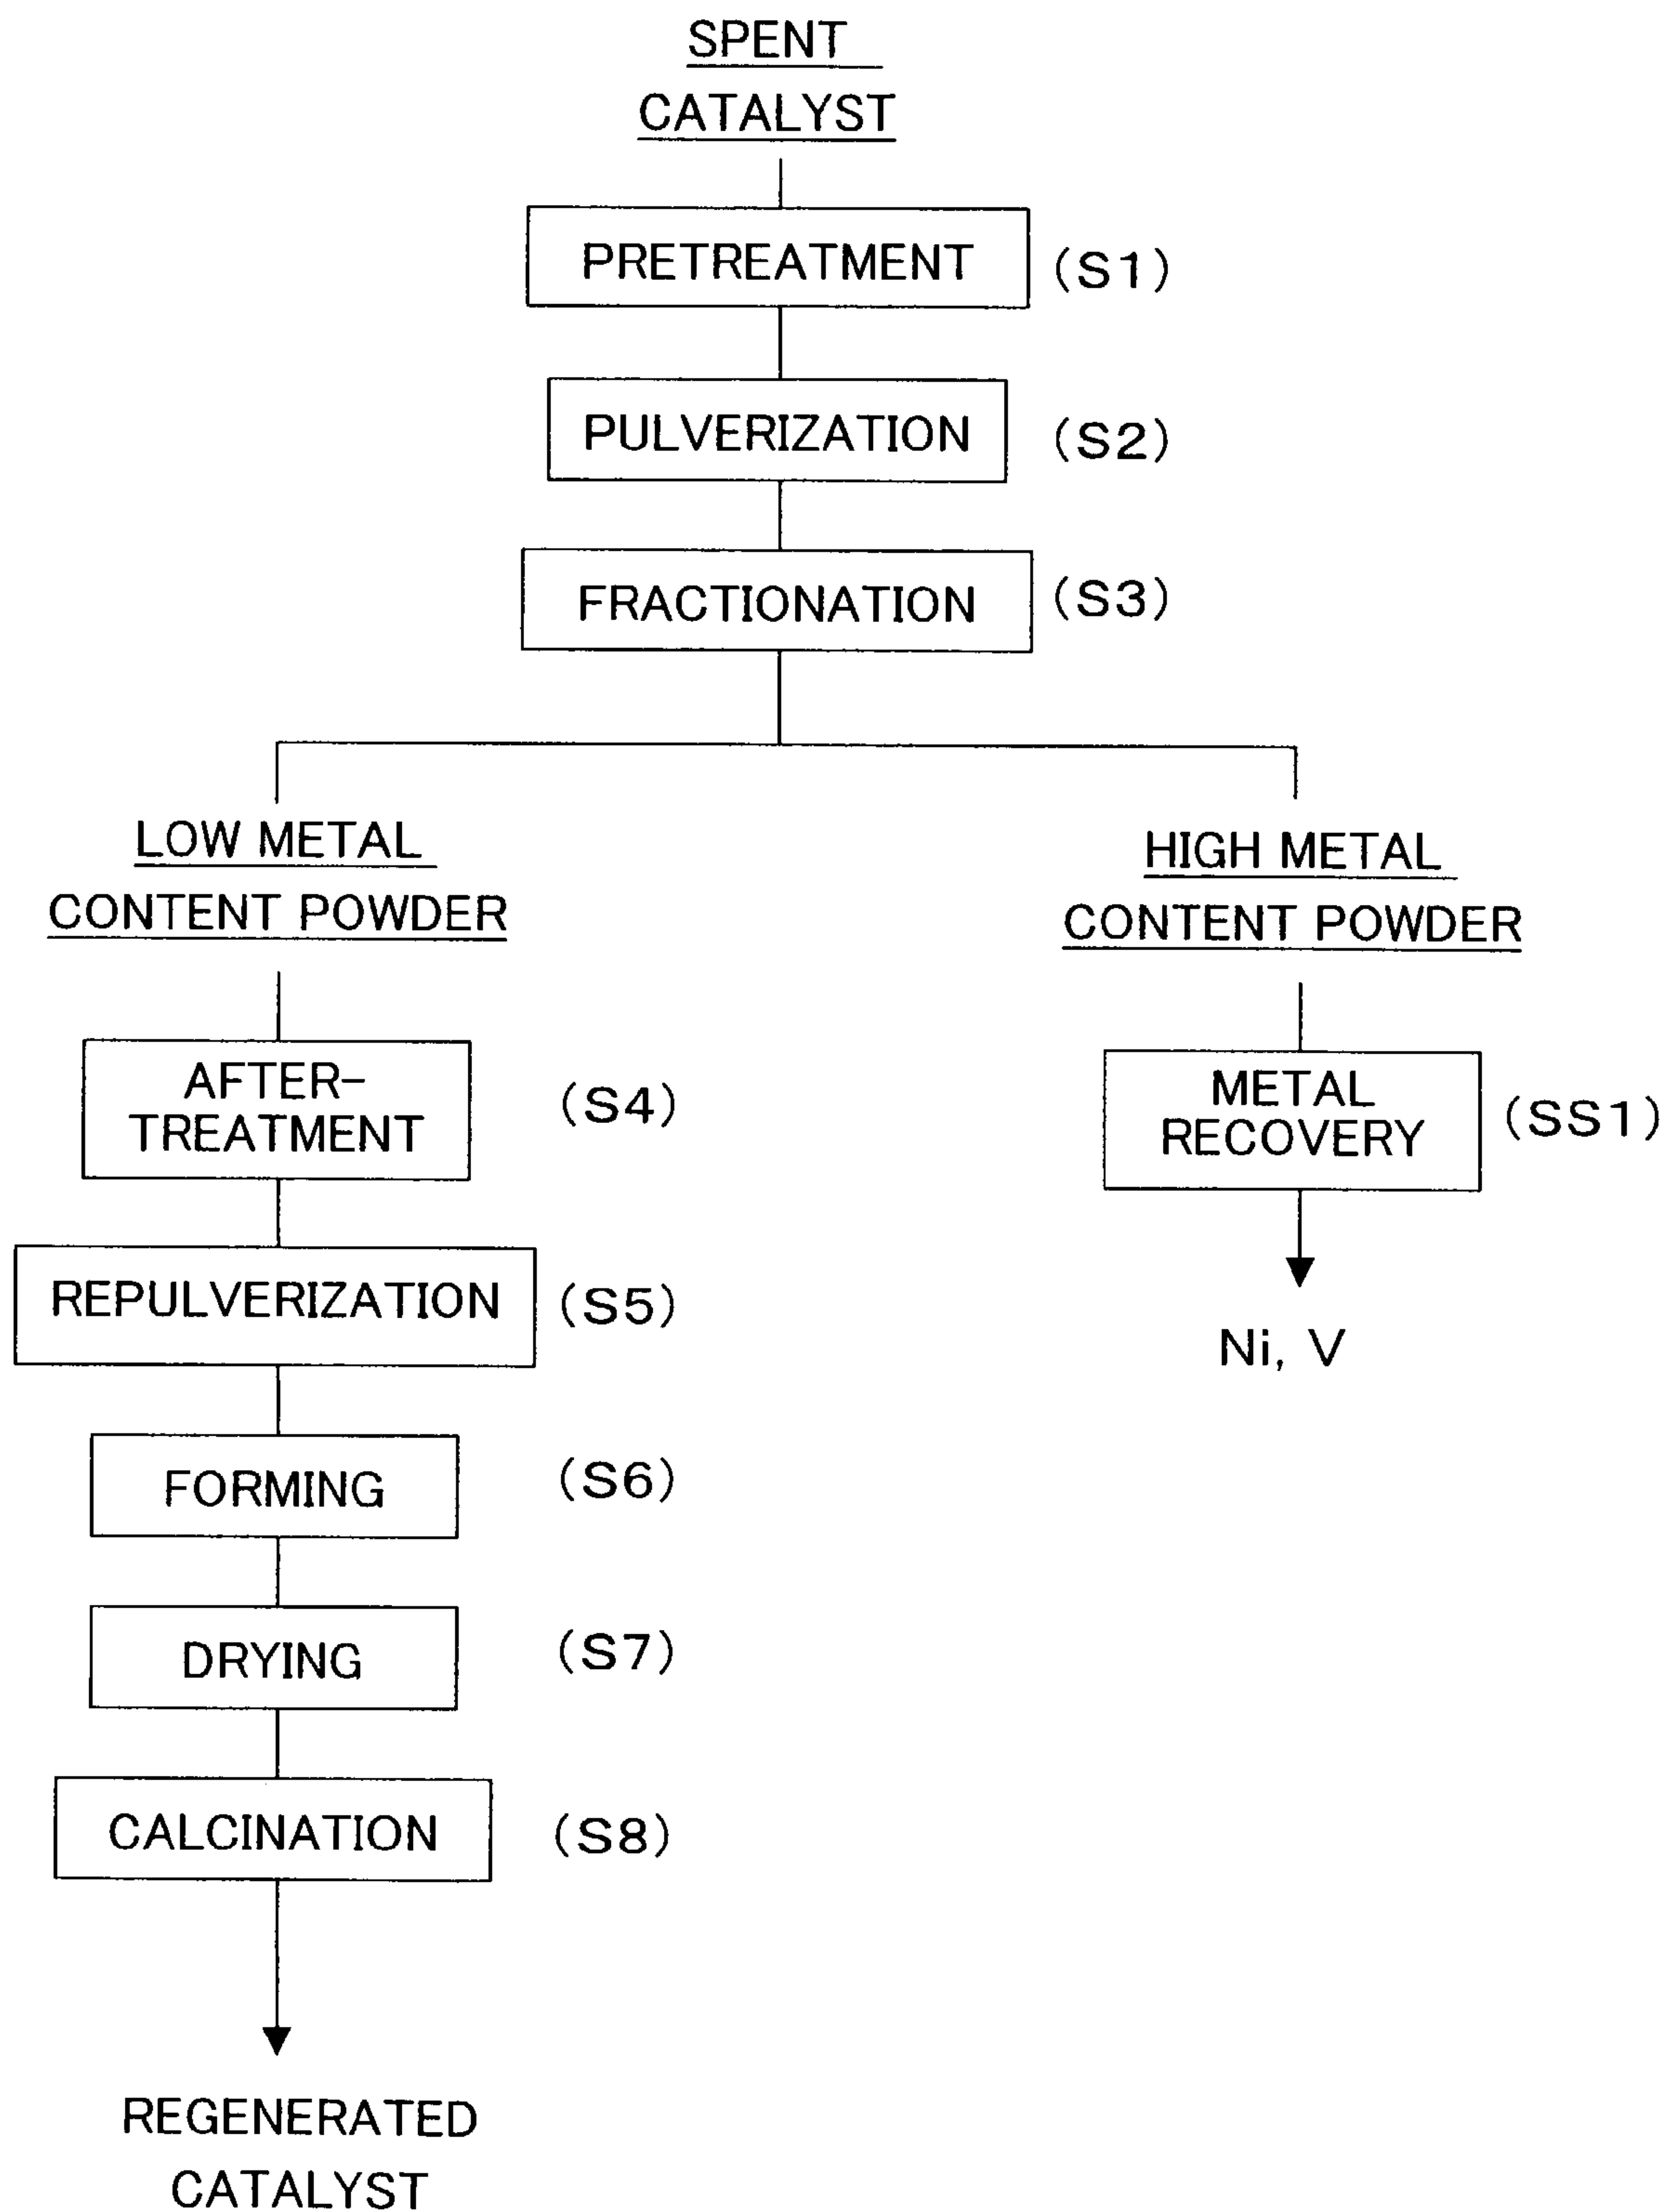 SPENT
CATALYST
PRETREATMENT
(S1)
PULVERIZATION
(S2)
FRACTIONATION
(S3)
LOW METAL
CONTENT POWDER
HIGH METAL
CONTENT POWDER
AFTER-
TREATMENT
(S4)
METAL
RECOVERY
(SS1)
REPULVERIZATION
(S5)
Ni, V
FORMING
(S6)
DRYING
(S7)
CALCINATION
(S8)
REGENERATED
CATALYST